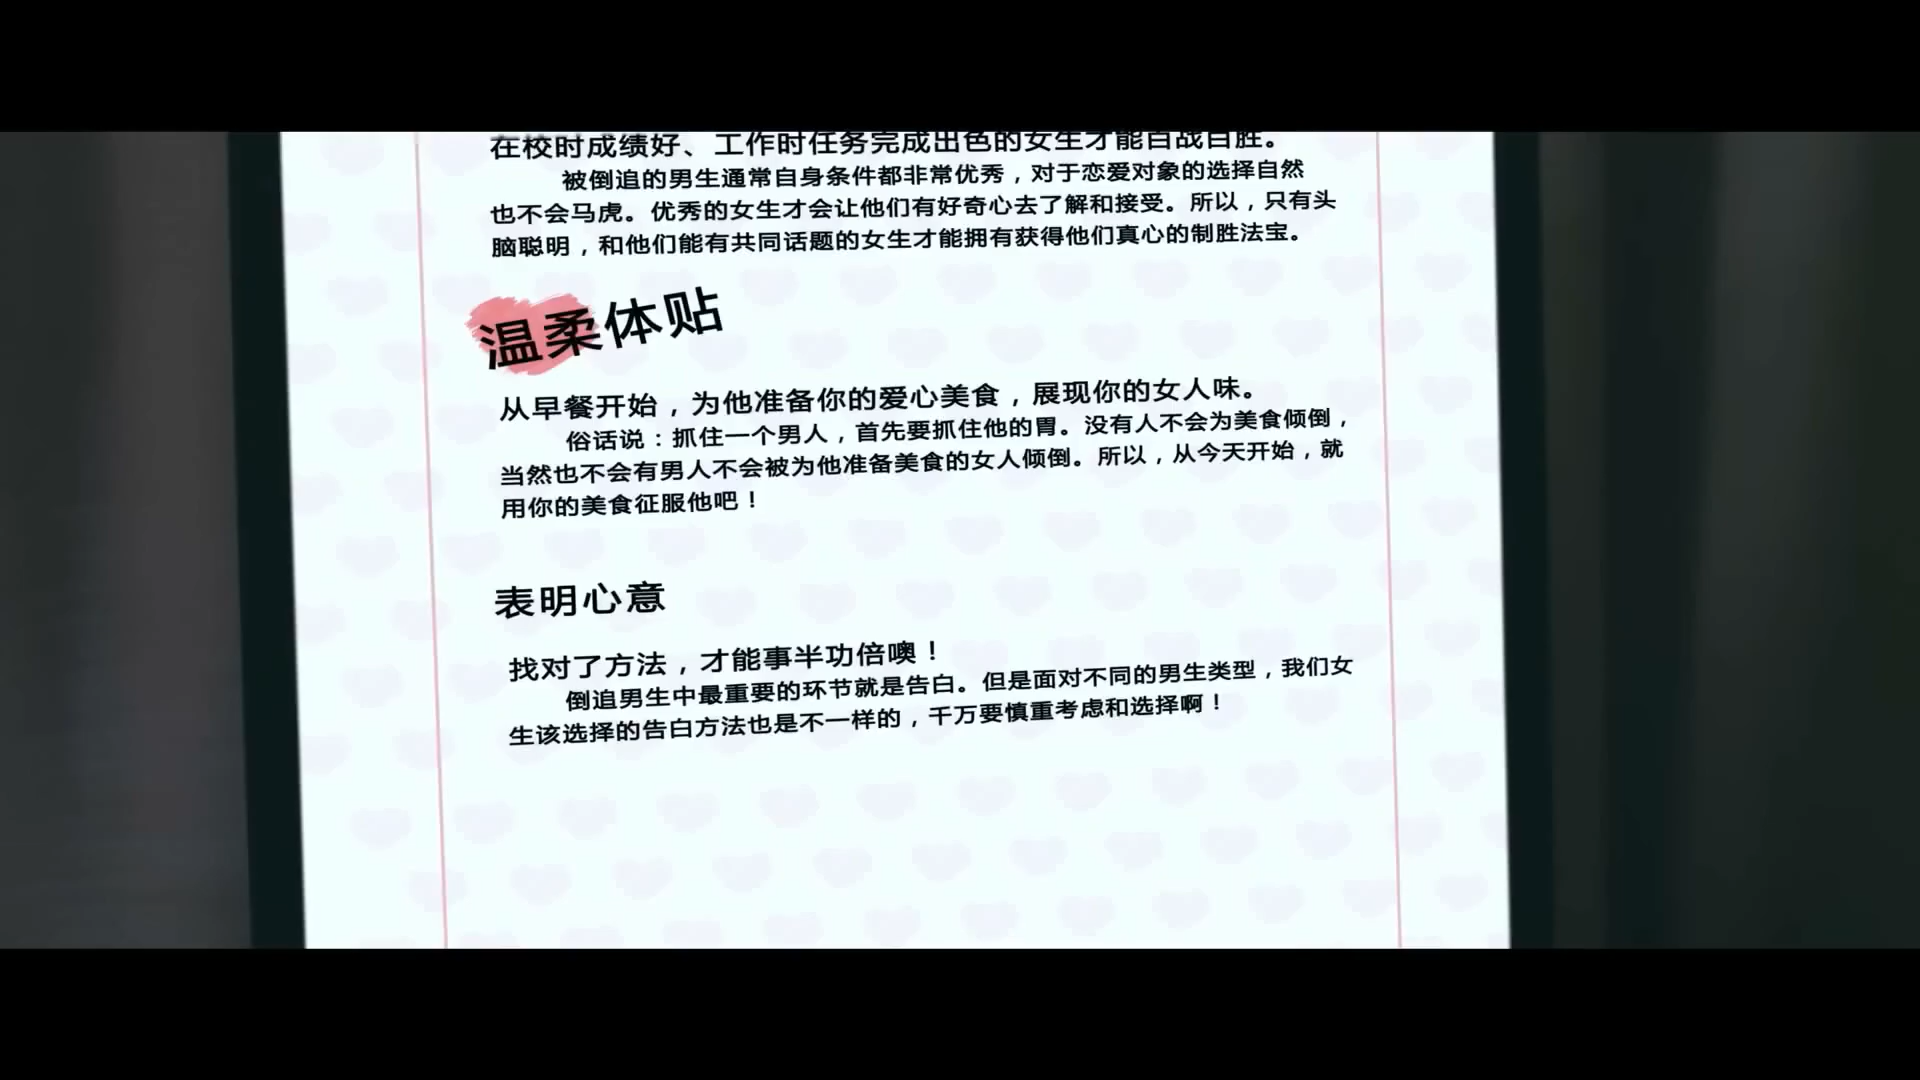 在校时成绩好、工作时任务完成出色的女生才能百战百胜。
被倒追的男生通常自身条件都非常优秀，对于恋爱对象的选择自然
也不会马虎。优秀的女生才会让他们有好奇心去了解和接受。所以，只有头
脑聪明，和他们能有共同话题的女生才能拥有获得他们真心的制胜法宝。
温柔体贴
从早餐开始，为他准备你的爱心美食，展现你的女人味。
俗话说：抓住一个男人，首先要抓住他的胃。没有人不会为美食倾倒，
当然也不会有男人不会被为他准备美食的女人倾倒。所以，从今天开始，就
用你的美食征服他吧！
表明心意
找对了方法，才能事半功倍噢！
倒追男生中最重要的环节就是告白。但是面对不同的男生类型，我们女
生该选择的告白方法也是不一样的，千万要慎重考虑和选择啊！